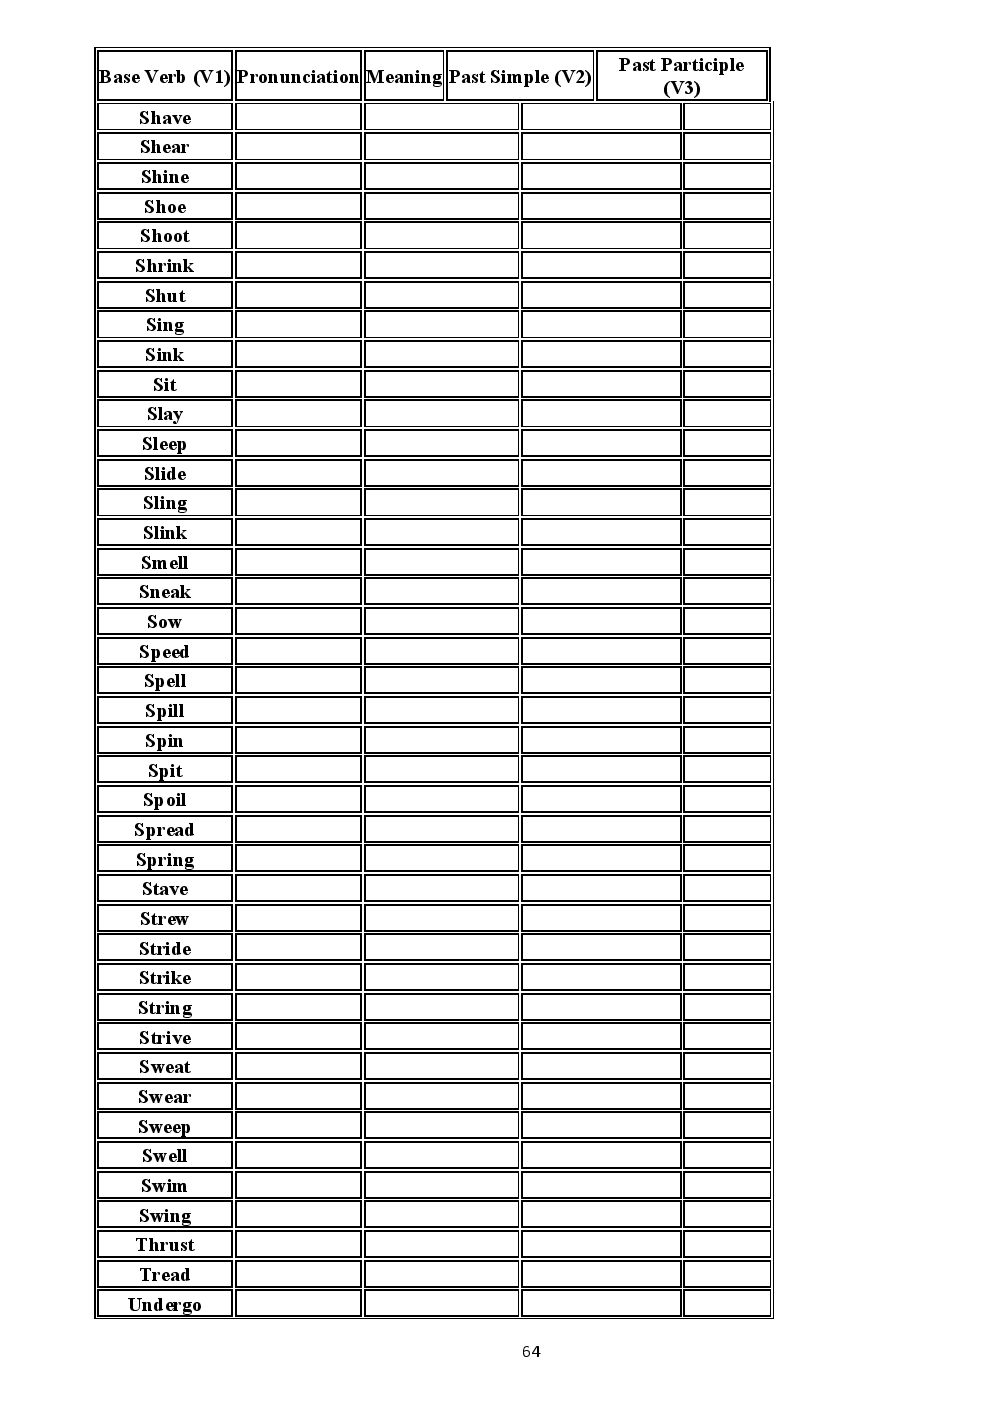 Base Verb (V1) Pronunciation Meaning Past Simple (V2) Past Participle (V3)
Shave
Shear
Shine
Shoe
Shoot
Shrink
Shut
Sing
Sink
Sit
Slay
Sleep
Slide
Sling
Slink
Smell
Sneak
Sow
Speed
Spell
Spill
Spin
Spit
Spoil
Spread
Spring
Stave
Strew
Stride
Strike
String
Strive
Sweat
Swear
Sweep
Swell
Swim
Swing
Thrust
Tread
Undergo
64